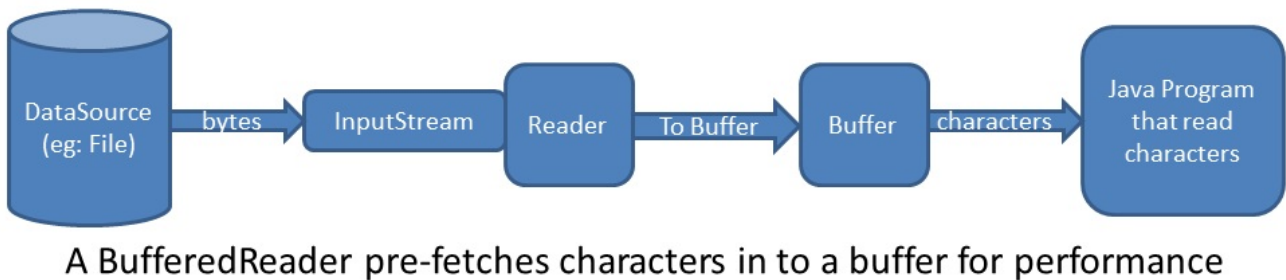 DataSource
(eg: File)
bytes
InputStream
Reader
To Buffer
Buffer
characters
Java Program
that read
characters
A BufferedReader pre-fetches characters in to a buffer for performance